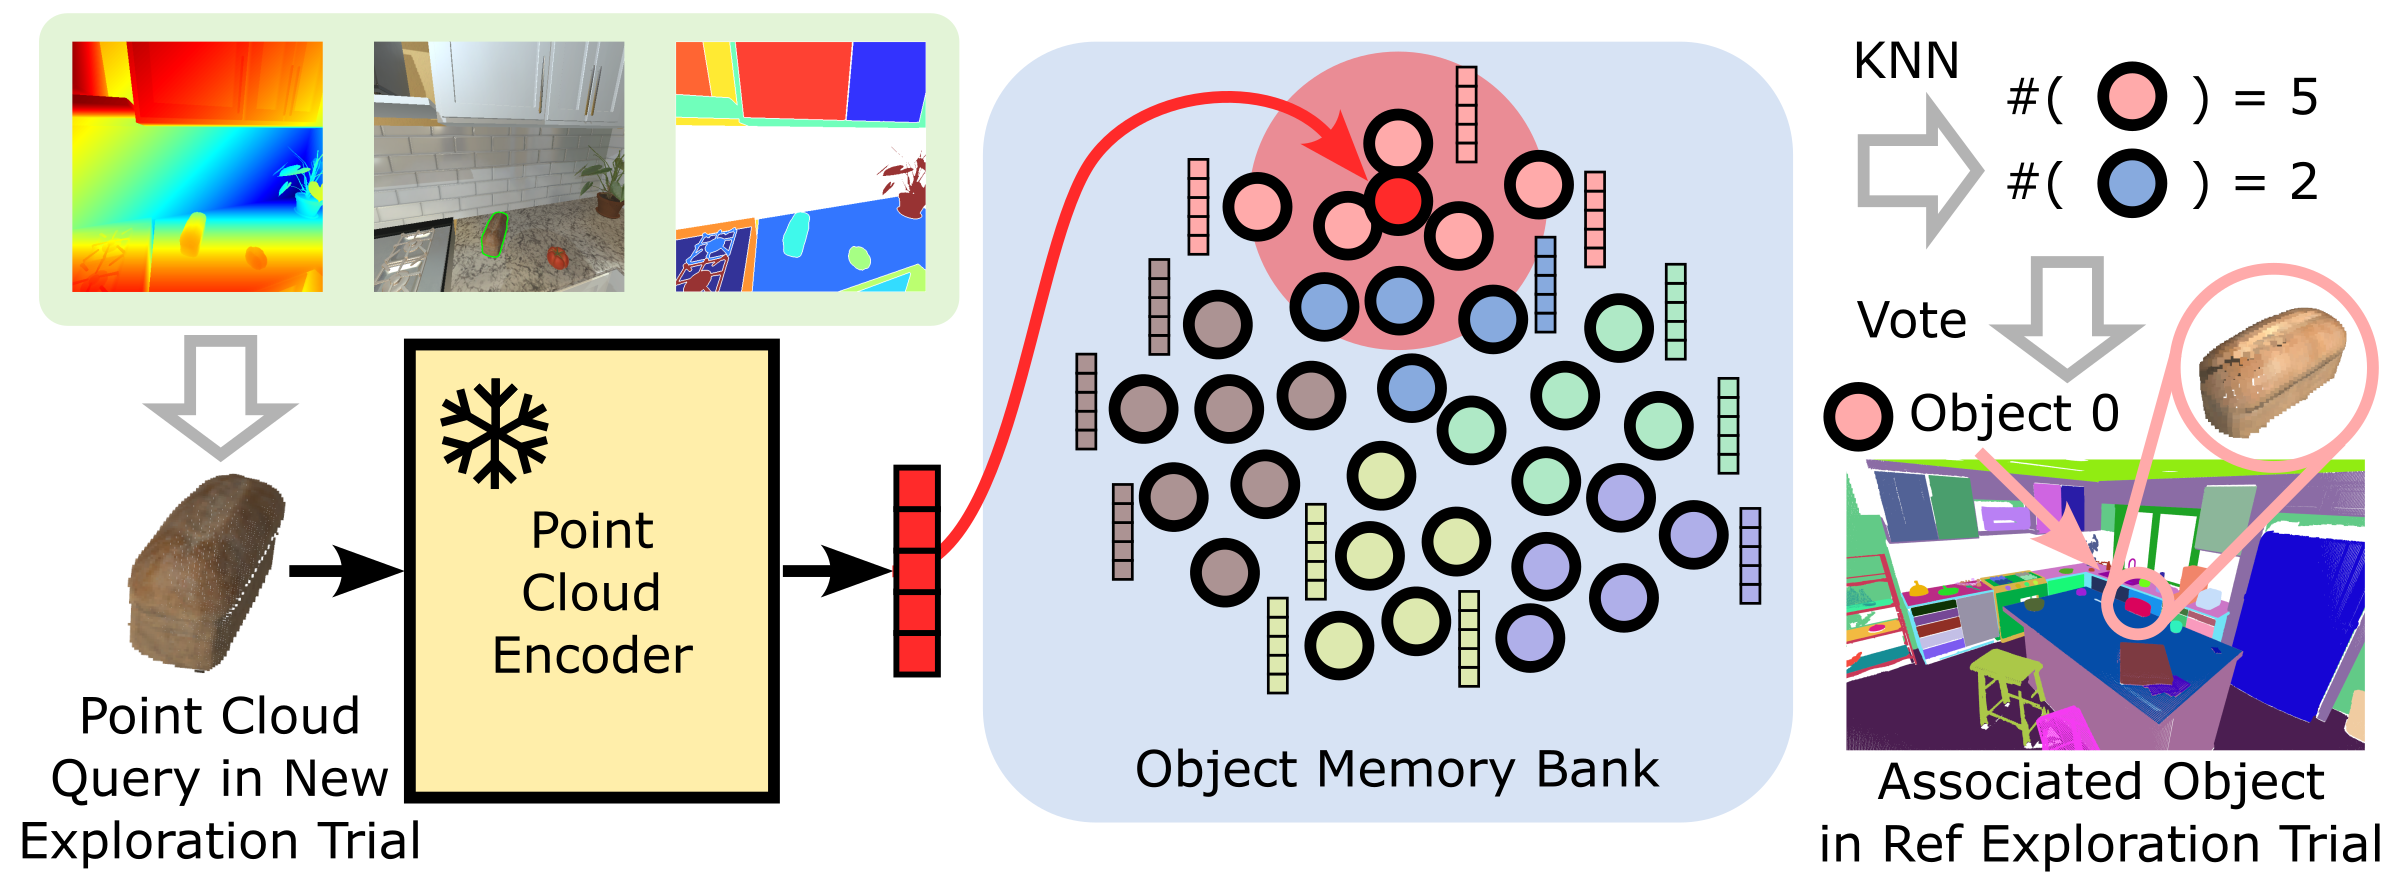 Point Cloud
Query in New
Exploration Trial
Point
Cloud
Encoder
Object Memory Bank
KNN
#( ) = 5
#( ) = 2
Vote
Object 0
Associated Object
in Ref Exploration Trial